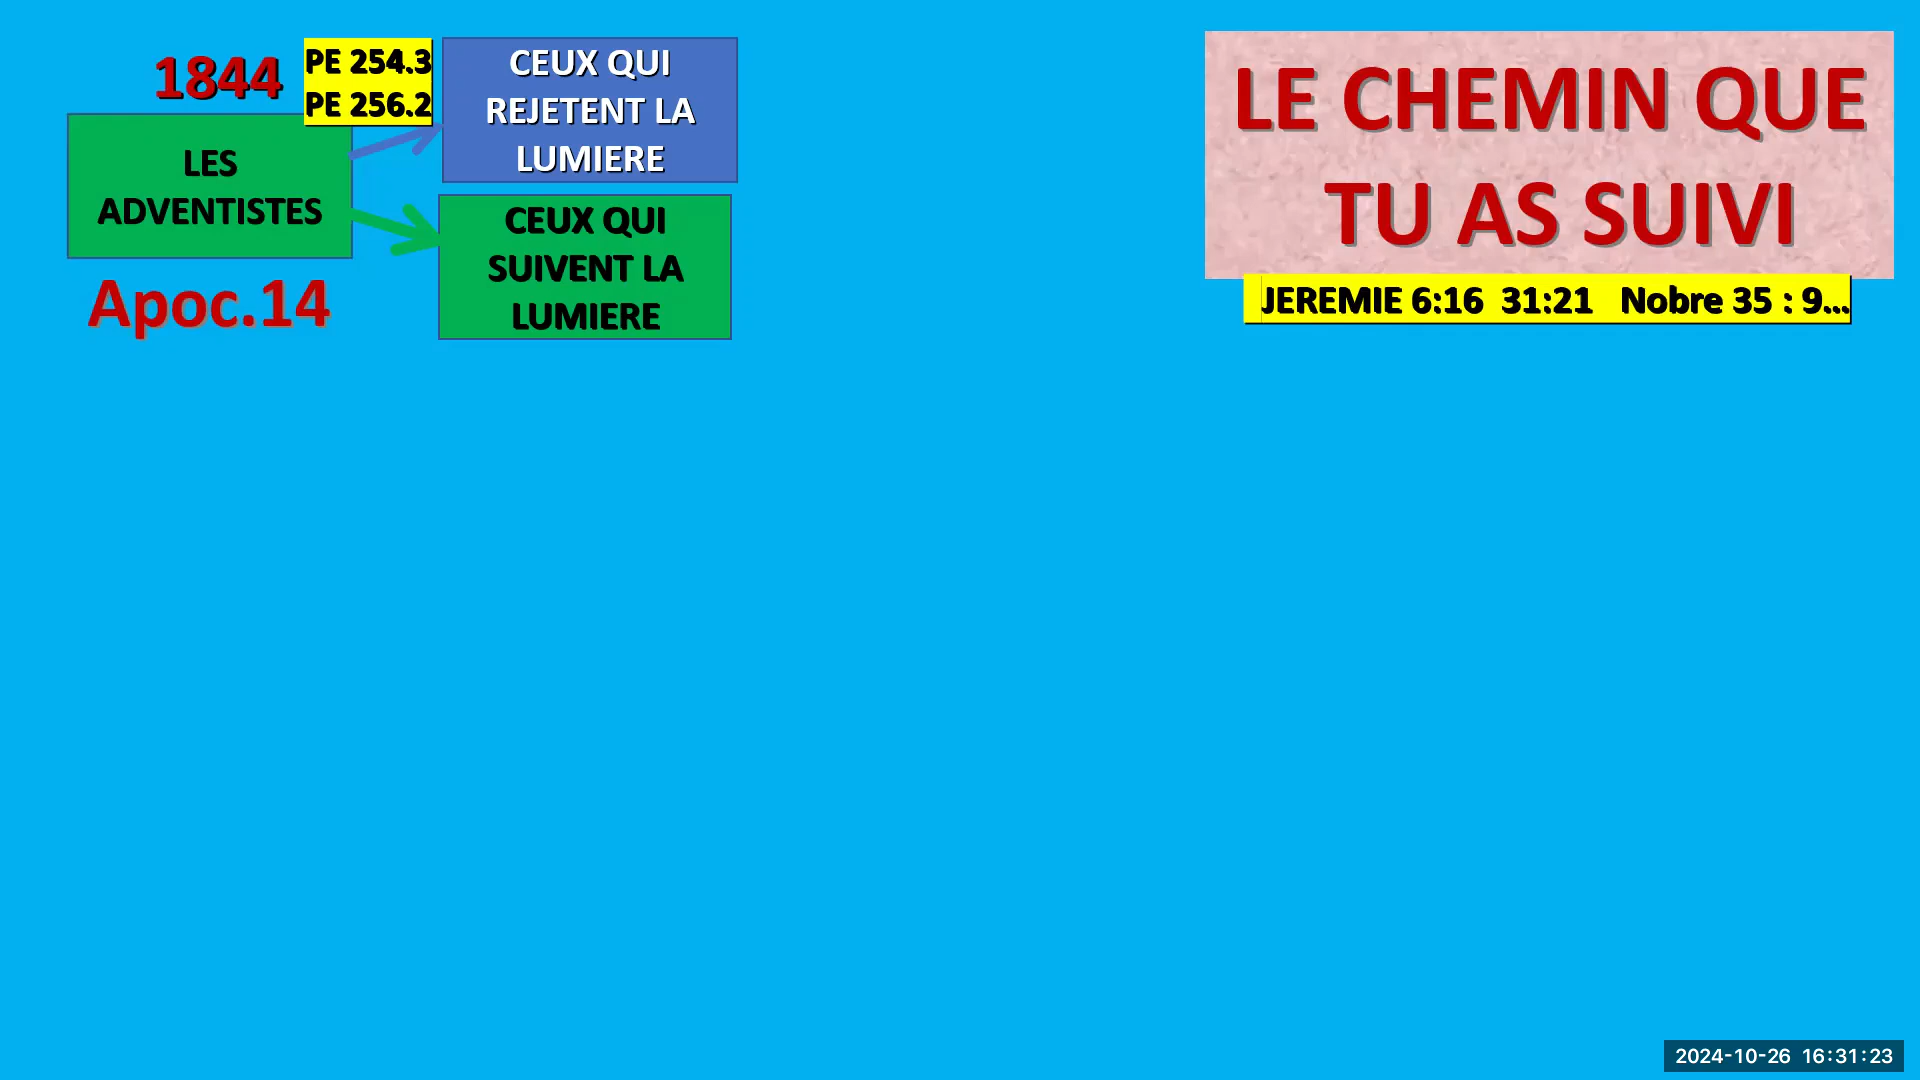 1844
PE 254.3
PE 256.2
LES
ADVENTISTES
Apoc.14
CEUX QUI
REJETENT LA
LUMIERE
CEUX QUI
SUIVENT LA
LUMIERE
LE CHEMIN QUE
TU AS SUIVI
JEREMIE 6:16 31:21 Nobre 35 : 9...
2024-10-26 16:31:23